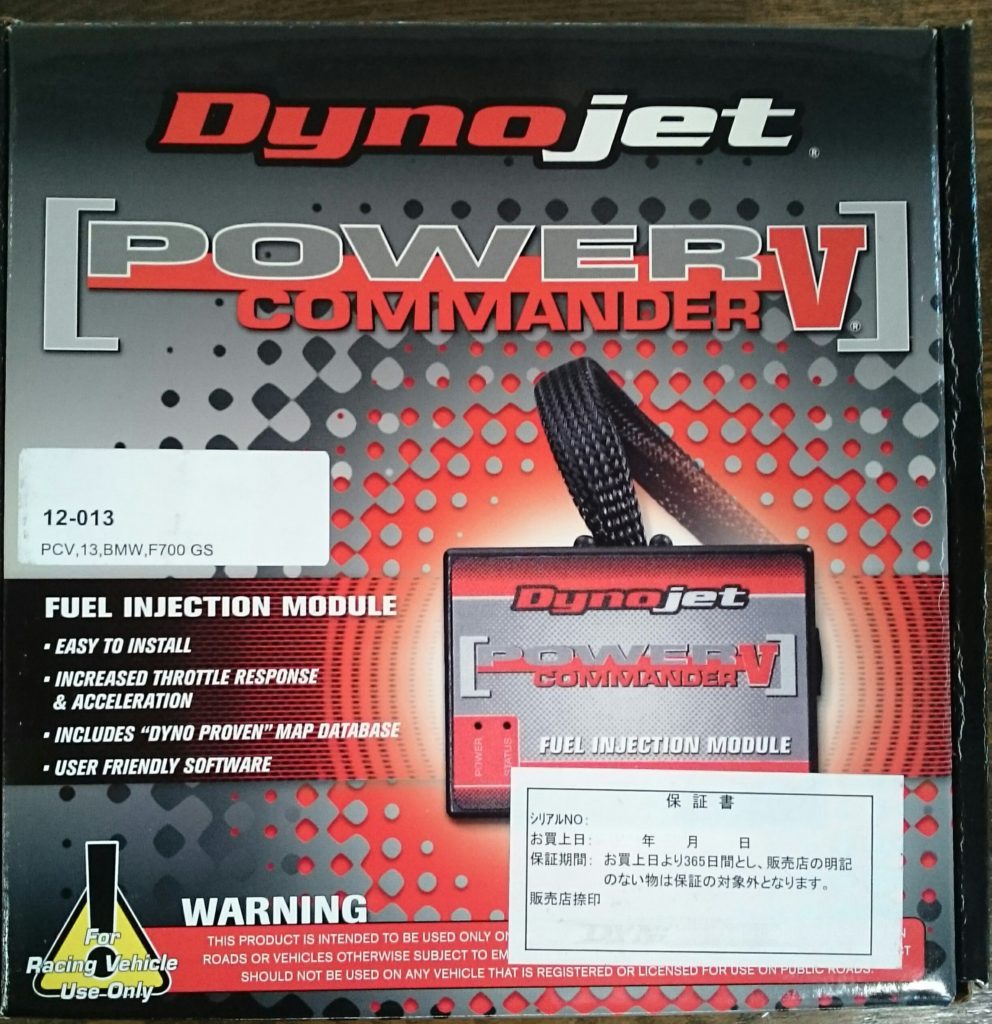 Dynojet®
[POWER V]
COMMANDER®
12-013
PCV,13,BMW,F700 GS
FUEL INJECTION MODULE
· EASY TO INSTALL
· INCREASED THROTTLE RESPONSE
& ACCELERATION
· INCLUDES “DYNO PROVEN” MAP DATABASE
· USER FRIENDLY SOFTWARE
Dynojet
[POWER V]
COMMANDER
POWER
STATUS
FUEL INJECTION MODULE
保 証 書
シリアルNO:
お買上日: 年 月 日
保証期間: お買上日より365日間とし、販売店の明記
のない物は保証の対象外となります。
販売店捺印
For
Racing Vehicle
Use Only
WARNING
THIS PRODUCT IS INTENDED TO BE USED ONLY
ROADS OR VEHICLES OTHERWISE SUBJECT TO
SHOULD NOT BE USED ON ANY VEHICLE THAT IS REGISTERED OR LICENSED FOR USE ON PUBLIC ROADS.